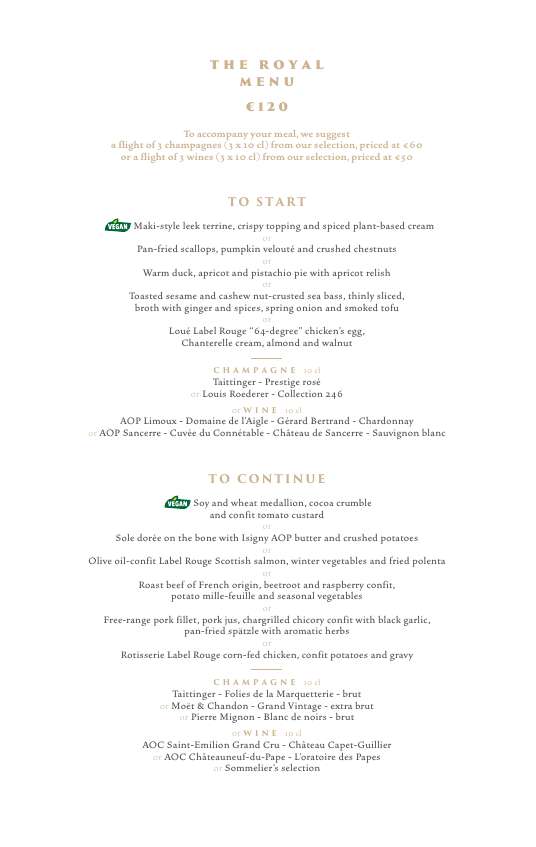 THE ROYAL
MENU
€120
To accompany your meal, we suggest
a flight of 3 champagnes (3 x 10 cl) from our selection, priced at €60
or a flight of 3 wines (3 x 10 cl) from our selection, priced at €50
TO START
VEGAN Maki-style leek terrine, crispy topping and spiced plant-based cream
or
Pan-fried scallops, pumpkin velouté and crushed chestnuts
or
Warm duck, apricot and pistachio pie with apricot relish
or
Toasted sesame and cashew nut-crusted sea bass, thinly sliced,
broth with ginger and spices, spring onion and smoked tofu
or
Loué Label Rouge “64-degree” chicken’s egg,
Chanterelle cream, almond and walnut
CHAMPAGNE 10 cl
Taittinger - Prestige rosé
or Louis Roederer - Collection 246
or WINE 10 cl
AOP Limoux - Domaine de l’Aigle - Gérard Bertrand - Chardonnay
or AOP Sancerre - Cuvée du Connétable - Château de Sancerre - Sauvignon blanc
TO CONTINUE
VEGAN Soy and wheat medallion, cocoa crumble
and confit tomato custard
or
Sole dorée on the bone with Isigny AOP butter and crushed potatoes
or
Olive oil-confit Label Rouge Scottish salmon, winter vegetables and fried polenta
or
Roast beef of French origin, beetroot and raspberry confit,
potato mille-feuille and seasonal vegetables
or
Free-range pork fillet, pork jus, chargrilled chicory confit with black garlic,
pan-fried spätzle with aromatic herbs
or
Rotisserie Label Rouge corn-fed chicken, confit potatoes and gravy
CHAMPAGNE 10 cl
Taittinger - Folies de la Marquetterie - brut
or Moët & Chandon - Grand Vintage - extra brut
or Pierre Mignon - Blanc de noirs - brut
or WINE 10 cl
AOC Saint-Emilion Grand Cru - Château Capet-Guillier
or AOC Châteauneuf-du-Pape - L’oratoire des Papes
or Sommelier’s selection